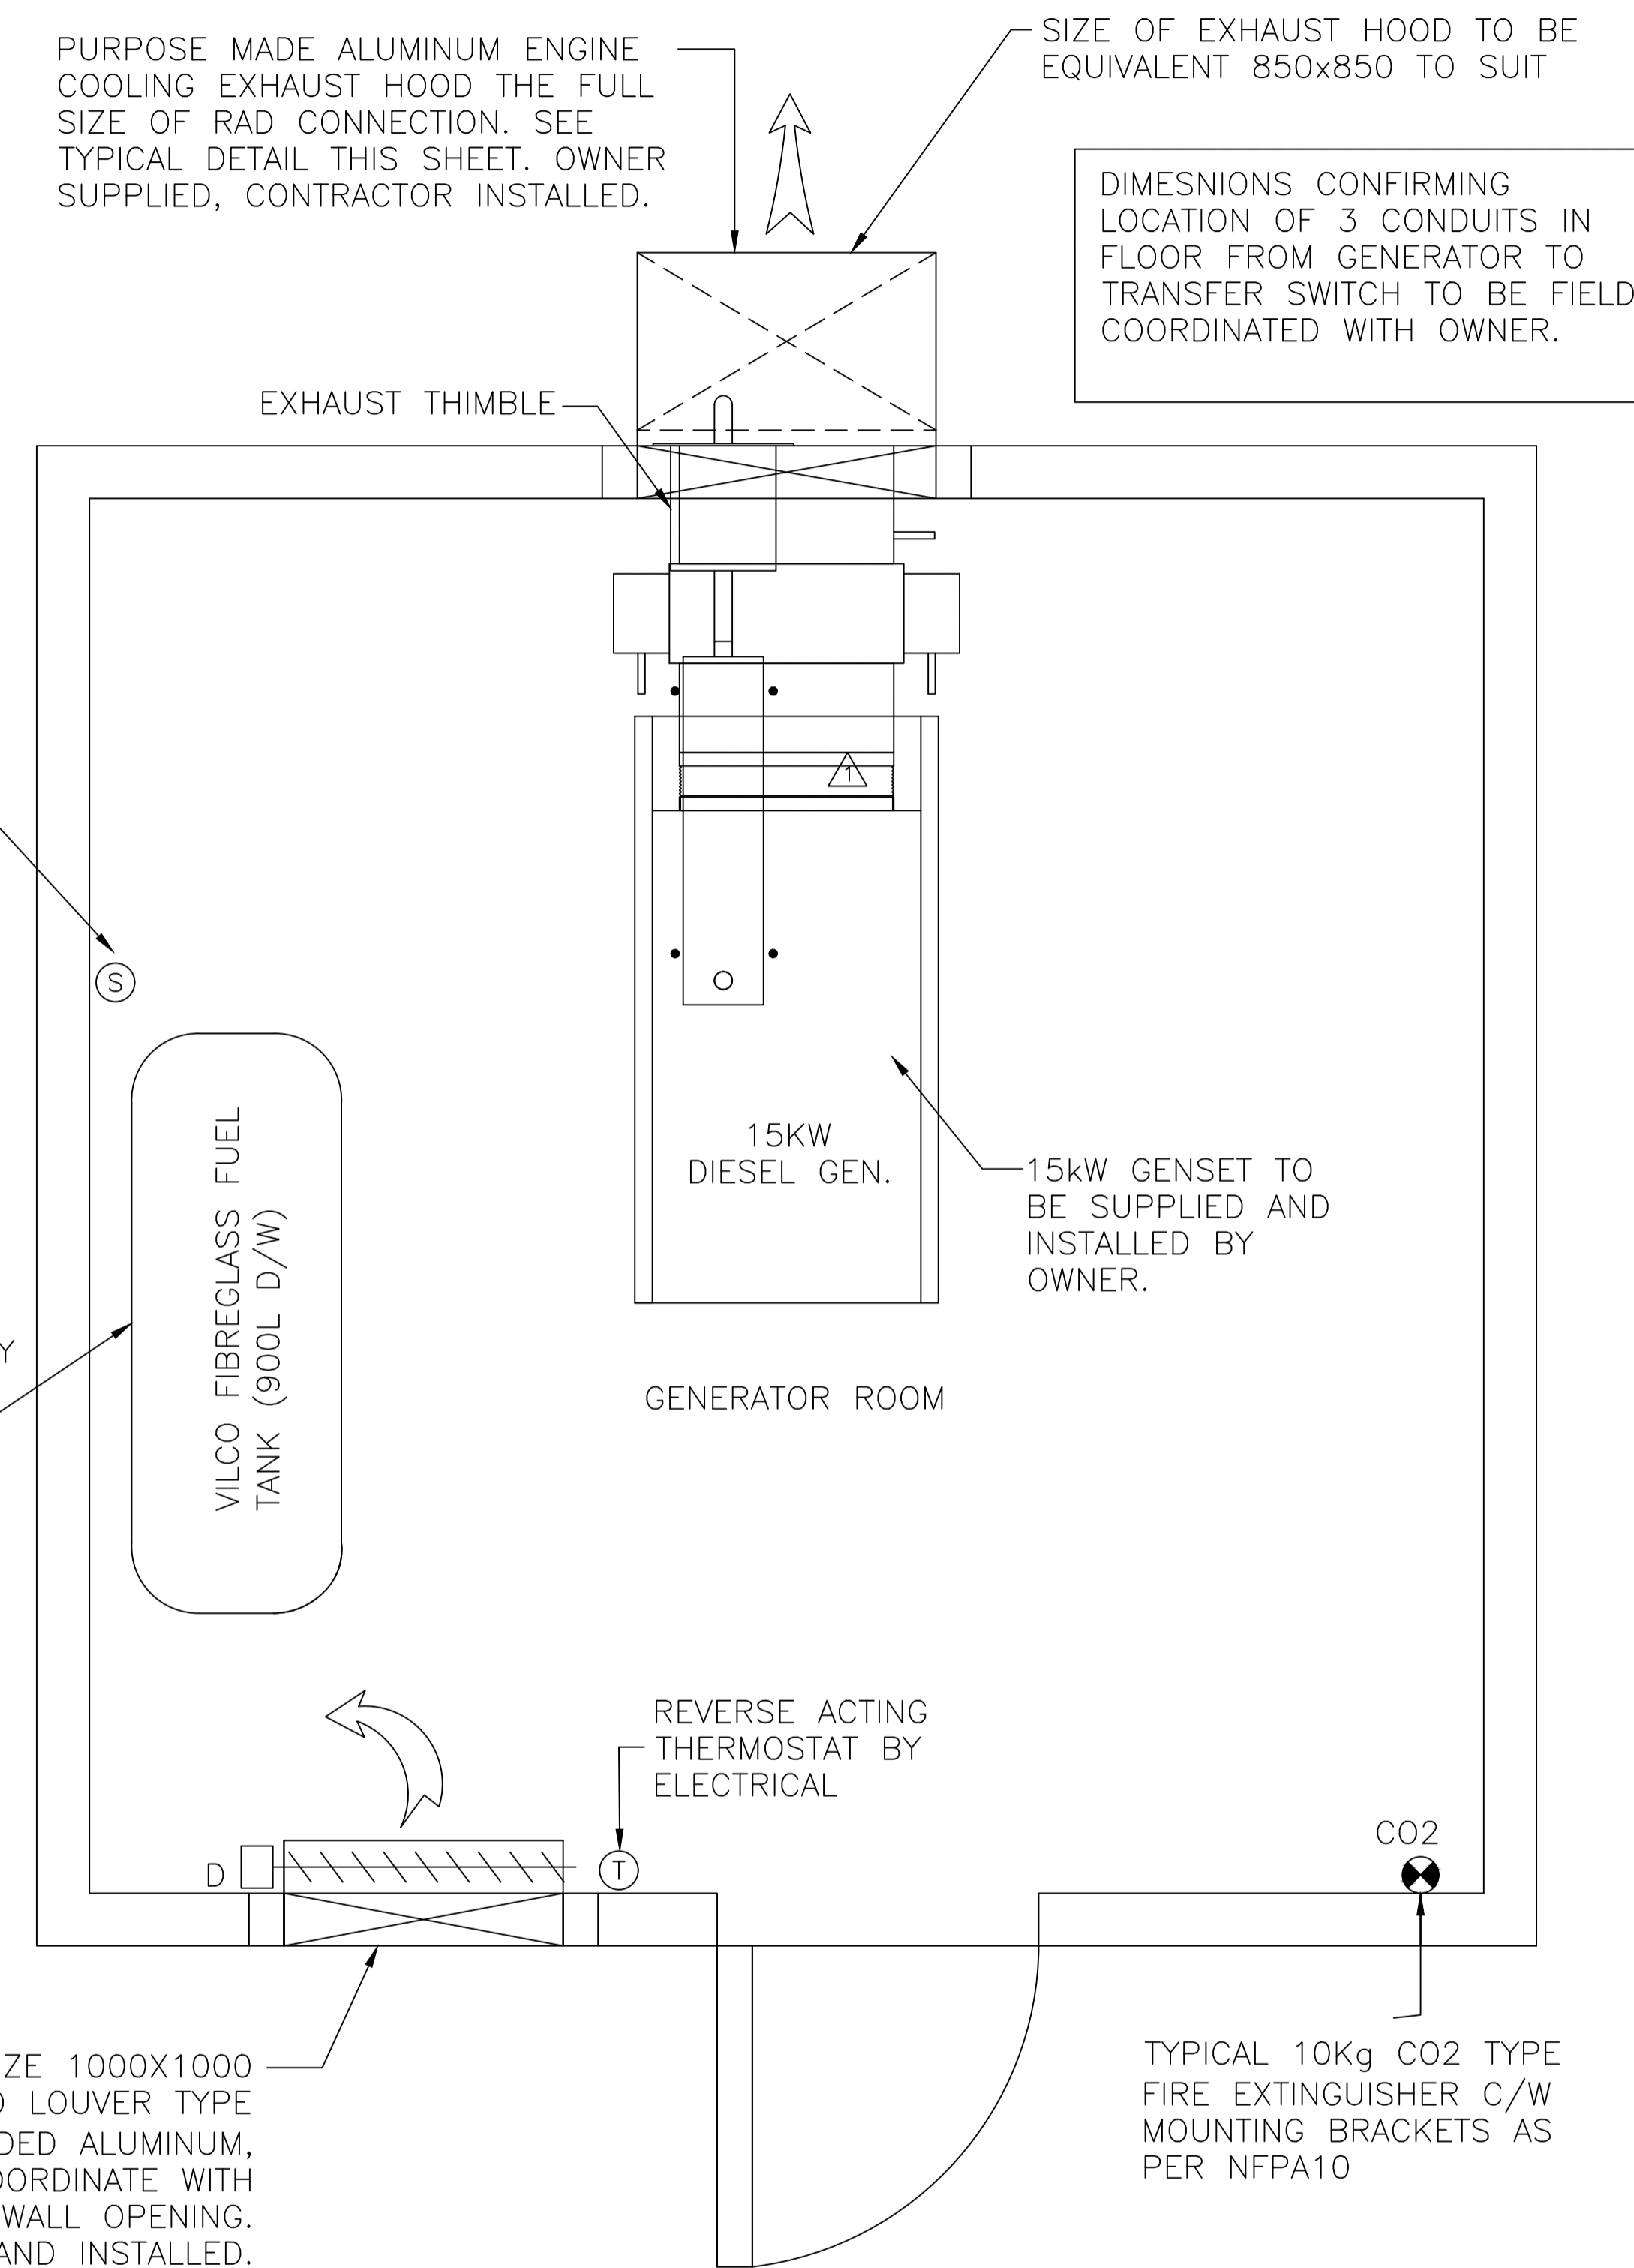 PURPOSE MADE ALUMINUM ENGINE
COOLING EXHAUST HOOD THE FULL
SIZE OF RAD CONNECTION. SEE
TYPICAL DETAIL THIS SHEET. OWNER
SUPPLIED, CONTRACTOR INSTALLED.
SIZE OF EXHAUST HOOD TO BE
EQUIVALENT 850x850 TO SUIT
DIMESNIONS CONFIRMING
LOCATION OF 3 CONDUITS IN
FLOOR FROM GENERATOR TO
TRANSFER SWITCH TO BE FIELD
COORDINATED WITH OWNER.
EXHAUST THIMBLE
1
S
15KW
DIESEL GEN.
15kW GENSET TO
BE SUPPLIED AND
INSTALLED BY
OWNER.
VILCO FIBREGLASS FUEL
TANK (900L D/W)
Y
GENERATOR ROOM
REVERSE ACTING
THERMOSTAT BY
ELECTRICAL
D
T
CO2
ZE 1000X1000
LOUVER TYPE
DED ALUMINUM,
OORDINATE WITH
WALL OPENING.
AND INSTALLED.
TYPICAL 10Kg CO2 TYPE
FIRE EXTINGUISHER C/W
MOUNTING BRACKETS AS
PER NFPA10